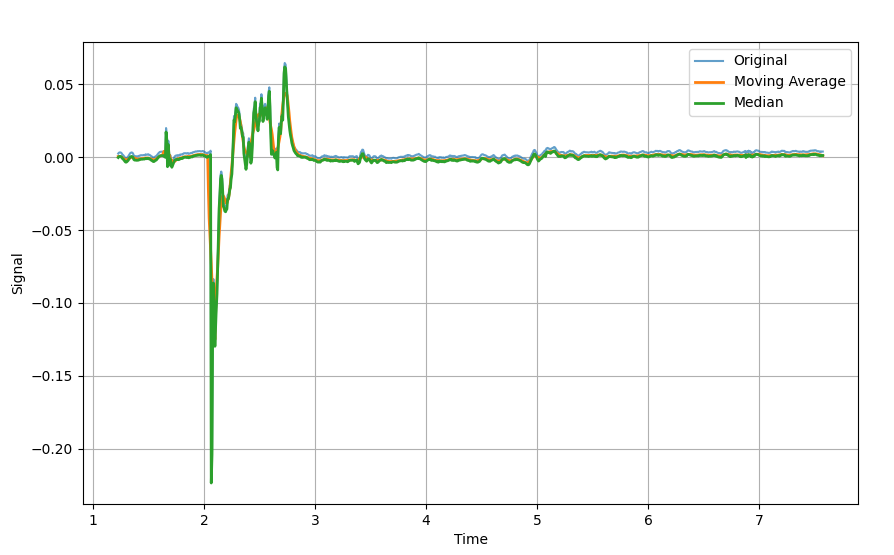 Original
Moving Average
Median
0.05
0.00
−0.05
−0.10
−0.15
−0.20
Signal
1 2 3 4 5 6 7
Time